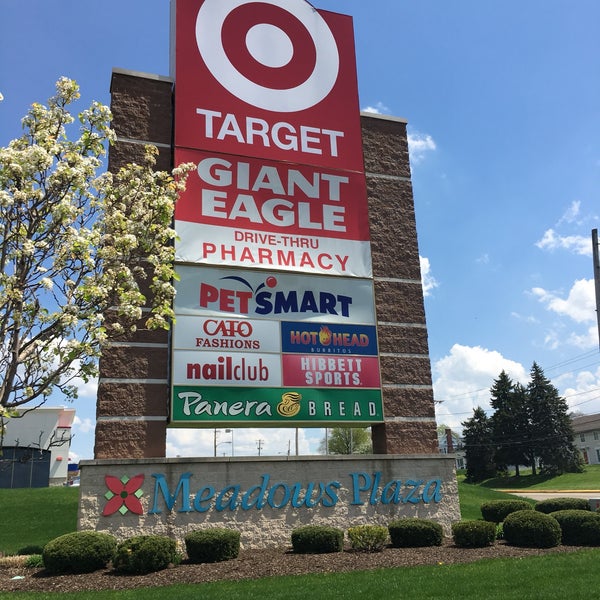 TARGET
GIANT
EAGLE
DRIVE-THRU
PHARMACY
PETSMART
CATO
FASHIONS
HOT HEAD
BURRITOS
nailclub
HIBBETT
SPORTS
Panera BREAD
Meadows Plaza